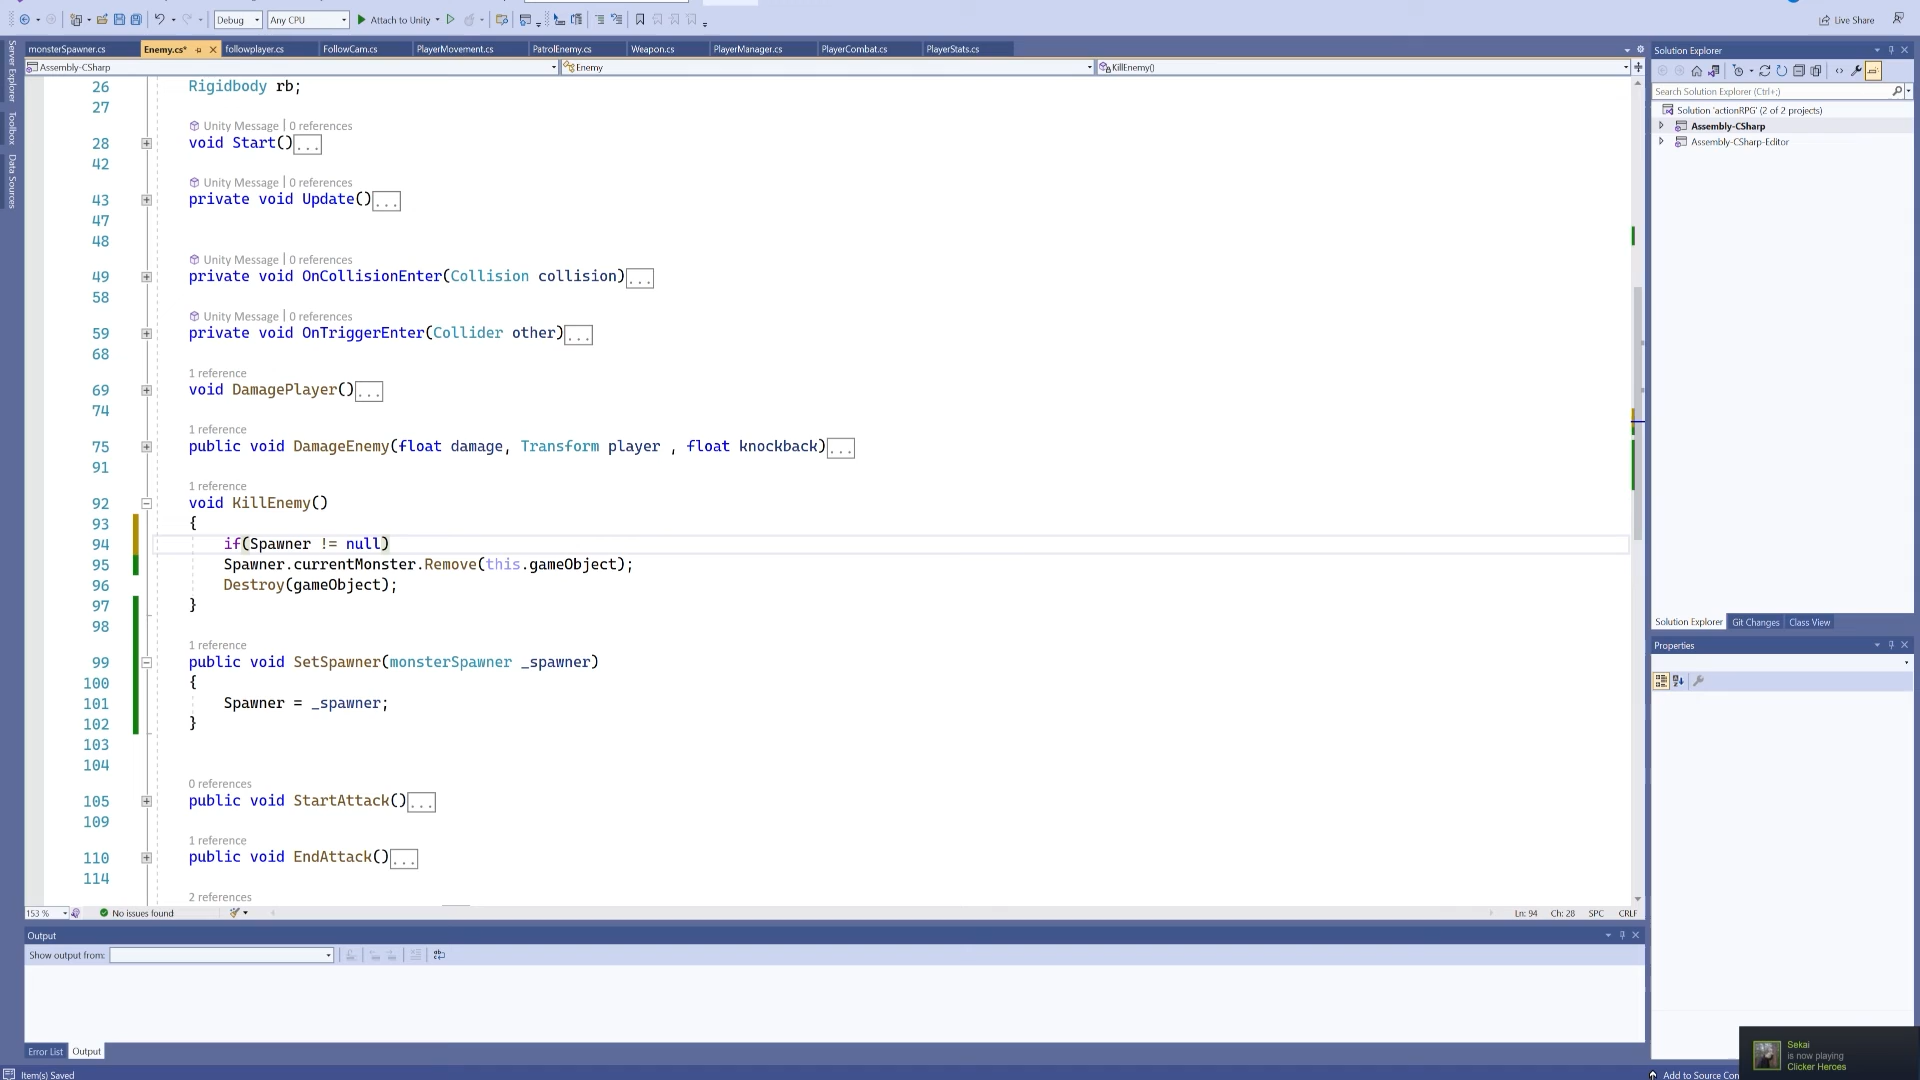 Debug
Any CPU
Attach to Unity
Live Share
monsterSpawner.cs
Enemy.cs*
followplayer.cs
FollowCam.cs
PlayerMovement.cs
PatrolEnemy.cs
Weapon.cs
PlayerManager.cs
PlayerCombat.cs
PlayerStats.cs
Assembly-CSharp
Enemy
KillEnemy()
Server Explorer
Toolbox
Data Sources
26 Rigidbody rb;
27
Unity Message | 0 references
28 void Start()...
42
Unity Message | 0 references
43 private void Update()...
47
48
Unity Message | 0 references
49 private void OnCollisionEnter(Collision collision)...
58
Unity Message | 0 references
59 private void OnTriggerEnter(Collider other)...
68
1 reference
69 void DamagePlayer()...
74
1 reference
75 public void DamageEnemy(float damage, Transform player , float knockback)...
91
1 reference
92 void KillEnemy()
93 {
94 if(Spawner != null)
95 Spawner.currentMonster.Remove(this.gameObject);
96 Destroy(gameObject);
97 }
98
1 reference
99 public void SetSpawner(monsterSpawner _spawner)
100 {
101 Spawner = _spawner;
102 }
103
104
0 references
105 public void StartAttack()...
109
1 reference
110 public void EndAttack()...
114
2 references
153 %
No issues found
Ln: 94 Ch: 28 SPC CRLF
Output
Show output from:
Error List
Output
Item(s) Saved
Solution Explorer
Search Solution Explorer (Ctrl+;)
Solution 'actionRPG' (2 of 2 projects)
Assembly-CSharp
Assembly-CSharp-Editor
Solution Explorer
Git Changes
Class View
Properties
Sekai
is now playing
Clicker Heroes
Add to Source Con